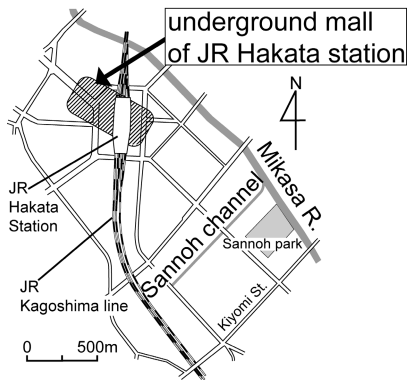 underground mall
of JR Hakata station
N
Mikasa R.
JR
Hakata
Station
Sannoh channel
Sannoh park
JR
Kagoshima line
Kiyomi St.
0 500m